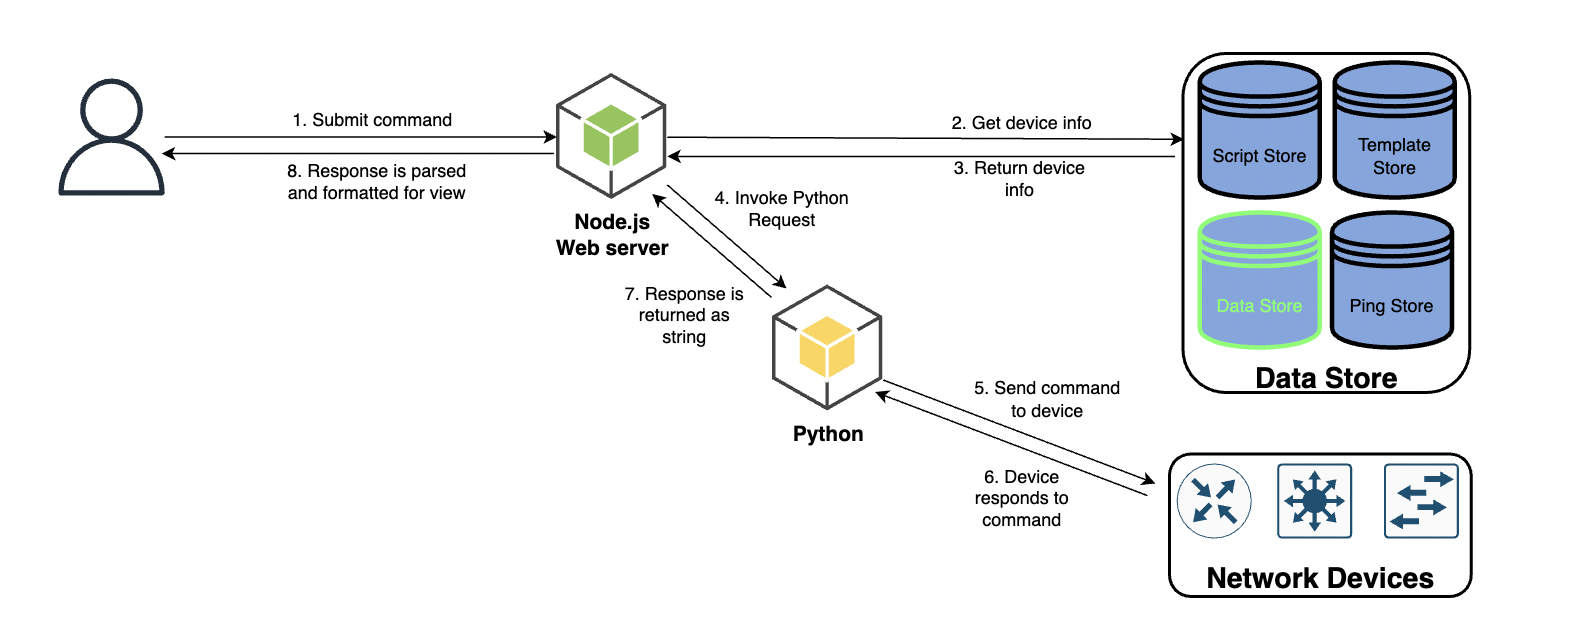 1. Submit command
8. Response is parsed
and formatted for view
Node.js
Web server
2. Get device info
3. Return device
info
4. Invoke Python
Request
7. Response is
returned as
string
Python
5. Send command
to device
6. Device
responds to
command
Script Store
Template
Store
Data Store
Ping Store
Data Store
Network Devices